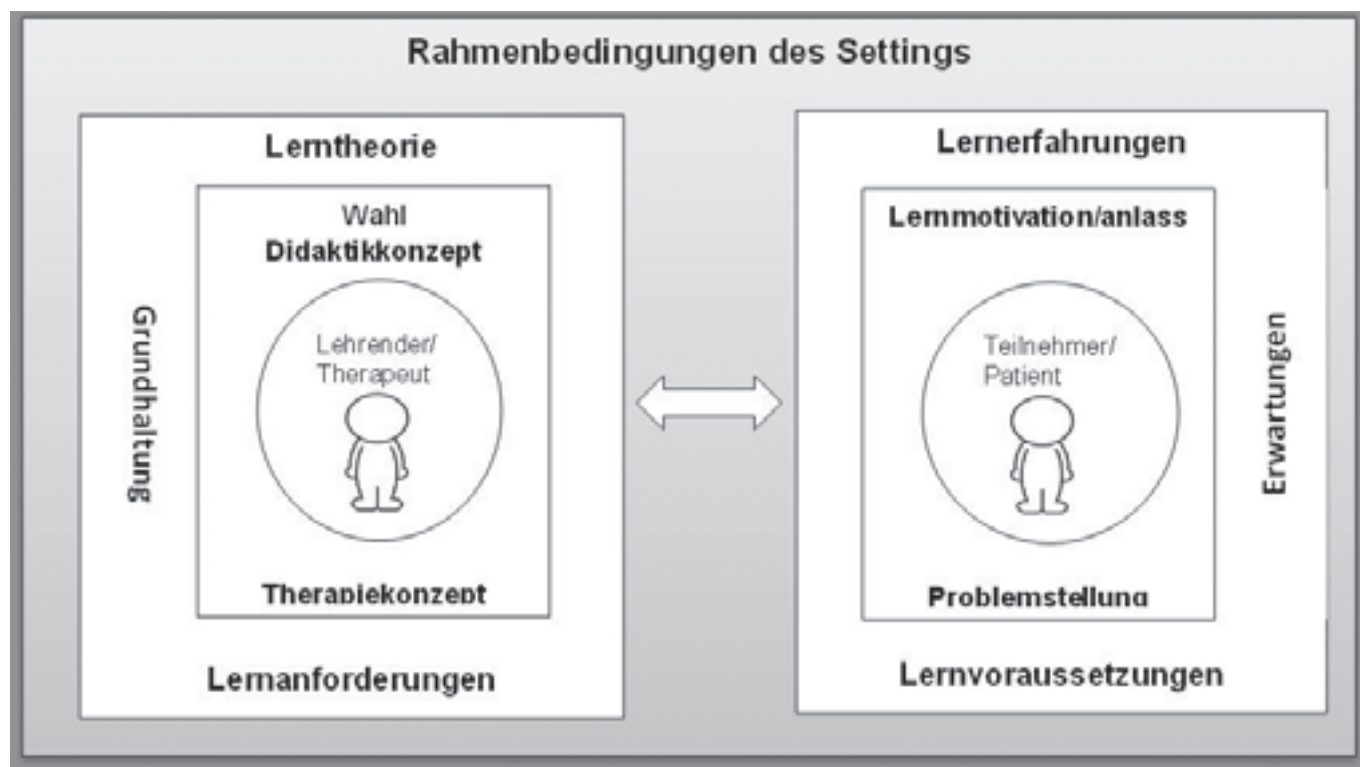 Rahmenbedingungen des Settings
Lerntheorie
Wahl
Didaktikkonzept
Grundhaltung
Lehrender/
Therapeut
Therapiekonzept
Lernanforderungen
Lernerfahrungen
Lernmotivation/anlass
Teilnehmer/
Patient
Erwartungen
Problemstellung
Lernvoraussetzungen